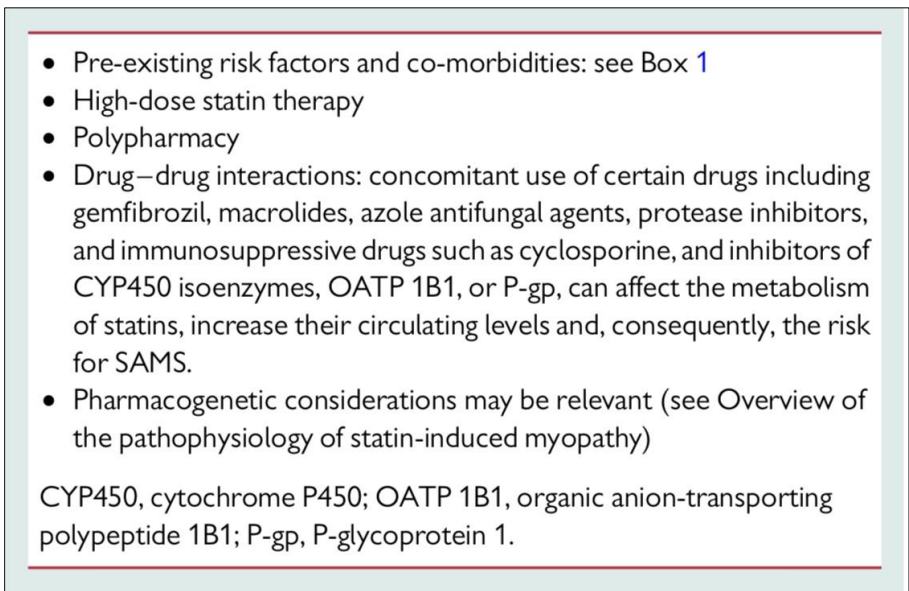 • Pre-existing risk factors and co-morbidities: see Box 1
• High-dose statin therapy
• Polypharmacy
• Drug–drug interactions: concomitant use of certain drugs including
gemfibrozil, macrolides, azole antifungal agents, protease inhibitors,
and immunosuppressive drugs such as cyclosporine, and inhibitors of
CYP450 isoenzymes, OATP 1B1, or P-gp, can affect the metabolism
of statins, increase their circulating levels and, consequently, the risk
for SAMS.
• Pharmacogenetic considerations may be relevant (see Overview of
the pathophysiology of statin-induced myopathy)
CYP450, cytochrome P450; OATP 1B1, organic anion-transporting
polypeptide 1B1; P-gp, P-glycoprotein 1.